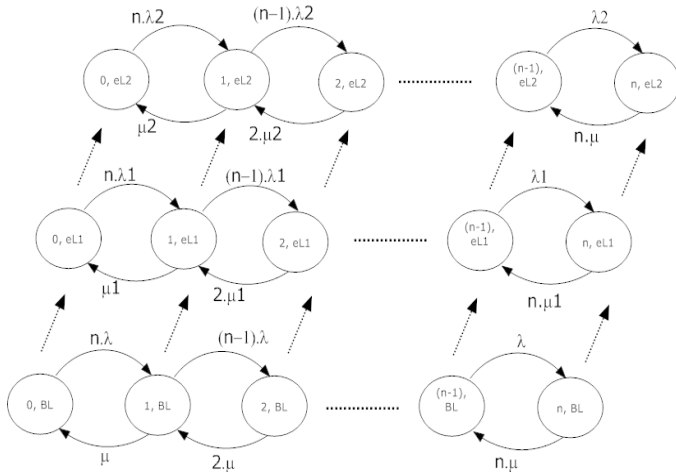 n.λ2 (n−1).λ2 λ2
0, eL2 1, eL2 2, eL2 (n-1), eL2 n, eL2
μ2 2.μ2 n.μ
n.λ1 (n−1).λ1 λ1
0, eL1 1, eL1 2, eL1 (n-1), eL1 n, eL1
μ1 2.μ1 n.μ1
n.λ (n−1).λ λ
0, BL 1, BL 2, BL (n-1), BL n, BL
μ 2.μ n.μ